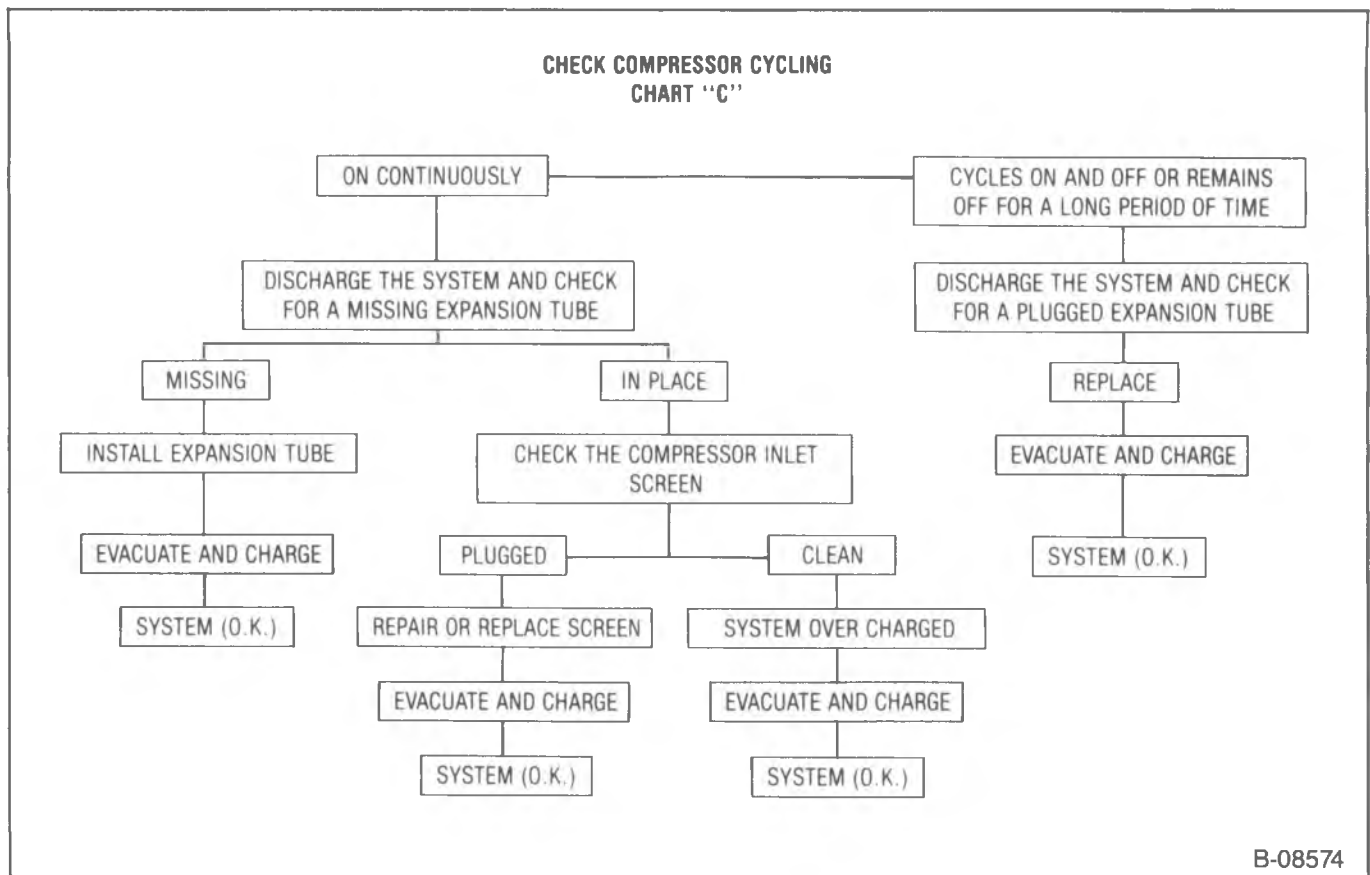 CHECK COMPRESSOR CYCLING
CHART "C"
ON CONTINUOUSLY
CYCLES ON AND OFF OR REMAINS
OFF FOR A LONG PERIOD OF TIME
DISCHARGE THE SYSTEM AND CHECK
FOR A MISSING EXPANSION TUBE
DISCHARGE THE SYSTEM AND CHECK
FOR A PLUGGED EXPANSION TUBE
MISSING
IN PLACE
REPLACE
INSTALL EXPANSION TUBE
CHECK THE COMPRESSOR INLET
SCREEN
EVACUATE AND CHARGE
EVACUATE AND CHARGE
PLUGGED
CLEAN
SYSTEM (O.K.)
SYSTEM (O.K.)
REPAIR OR REPLACE SCREEN
SYSTEM OVER CHARGED
EVACUATE AND CHARGE
EVACUATE AND CHARGE
SYSTEM (O.K.)
SYSTEM (O.K.)
B-08574